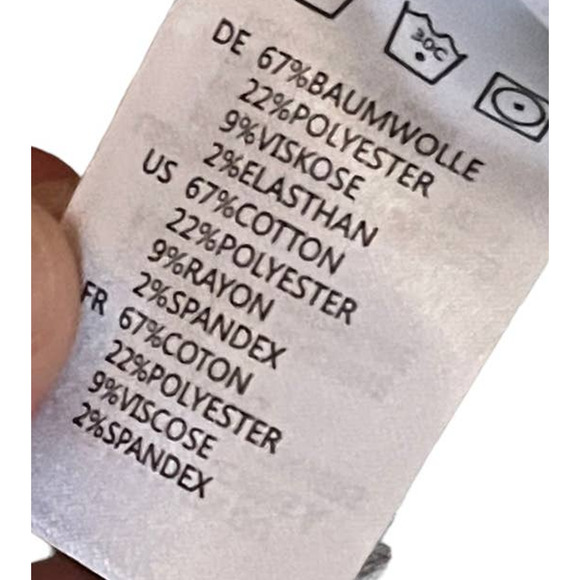 30C
DE 67%BAUMWOLLE
22%POLYESTER
9%VISKOSE
2%ELASTHAN
US 67%COTTON
22%POLYESTER
9%RAYON
2%SPANDEX
FR 67%COTON
22%POLYESTER
9%VISCOSE
2%SPANDEX